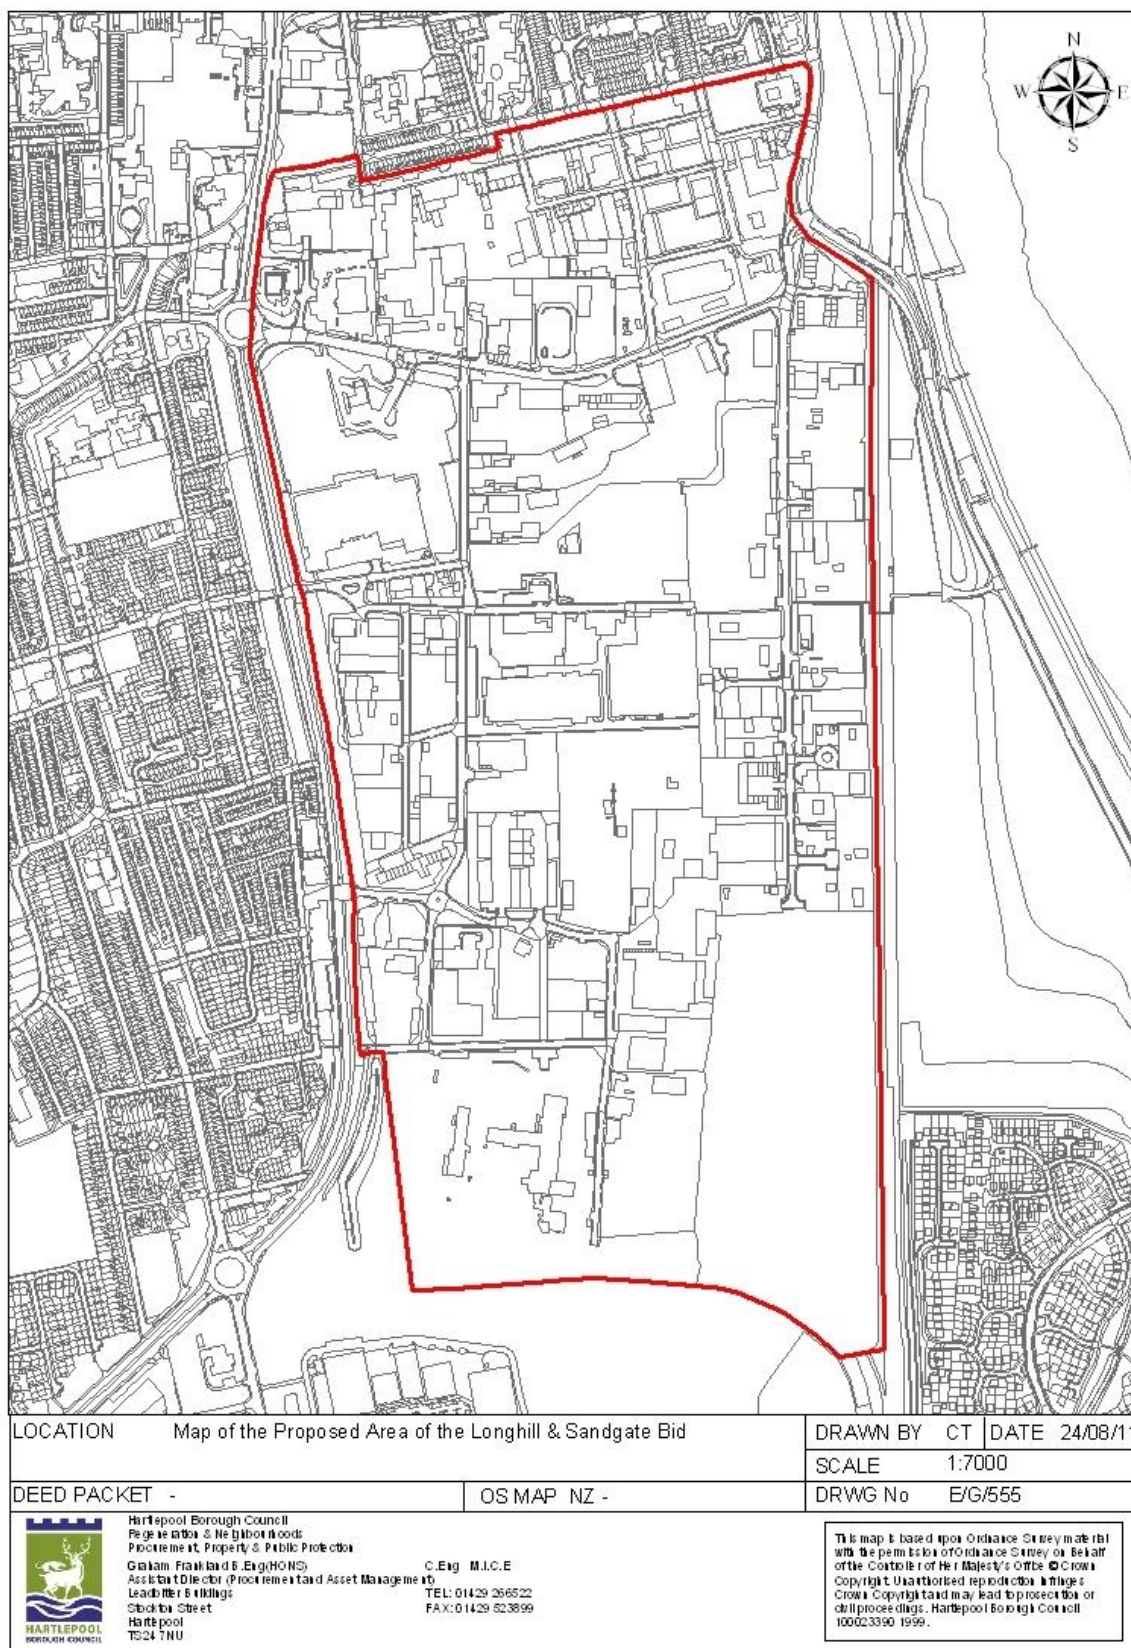 N
W E
S
LOCATION Map of the Proposed Area of the Longhill & Sandgate Bid
DRAWN BY CT DATE 24/08/11
SCALE 1:7000
DEED PACKET -
OS MAP NZ -
DRWG No E/G/555
Hartlepool Borough Council
Regeneration & Neighbourhoods
Procurement, Property & Public Protection
Graham Frankland B.Eng(HONS) C.Eng M.I.C.E
Assistant Director (Procurement and Asset Management)
Leadbitter Buildings TEL: 01429 266522
Stockton Street FAX: 01429 523899
Hartlepool
TS24 7NU
HARTLEPOOL
BOROUGH COUNCIL
This map is based upon Ordnance Survey material
with the permission of Ordnance Survey on Behalf
of the Controller of Her Majesty's Office © Crown
Copyright. Unauthorised reproduction infringes
Crown Copyright and may lead to prosecution or
civil proceedings. Hartlepool Borough Council
100023390 1999.